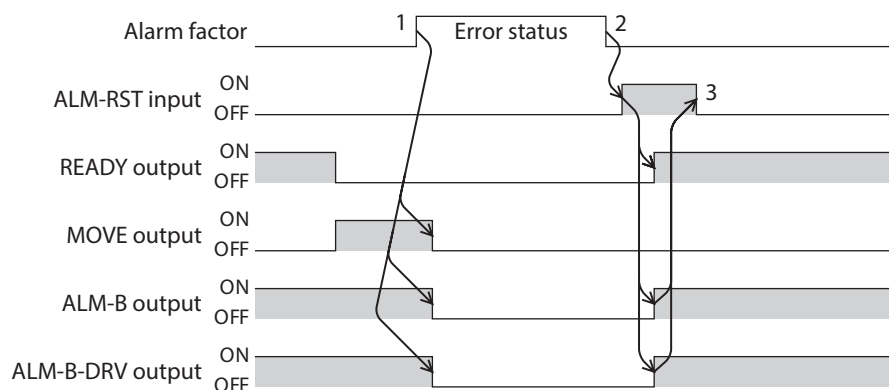 Alarm factor 1 Error status 2
ALM-RST input ON OFF 3
READY output ON OFF
MOVE output ON OFF
ALM-B output ON OFF
ALM-B-DRV output ON OFF